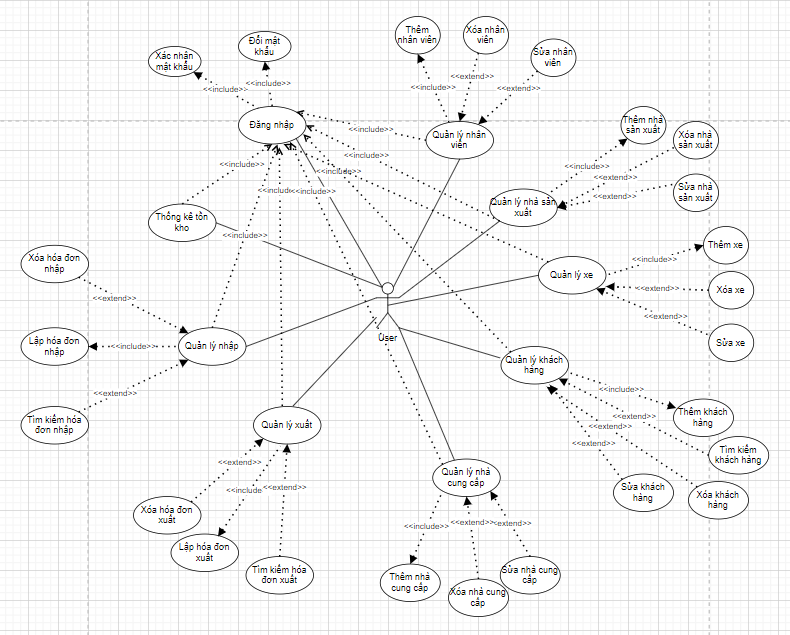 Thêm
nhân viên
Xóa nhân
viên
Sửa nhân
viên
Đổi mật
khẩu
Xác nhận
mật khẩu
<<include>>
<<include>>
<<include>>
<<extend>>
<<extend>>
Đăng nhập
Quản lý nhân
viên
<<include>>
Thêm nhà
sản xuất
Xóa nhà
sản xuất
Sửa nhà
sản xuất
<<include>>
<<extend>>
<<extend>>
<<include>>
<<include>>
<<include>>
<<include>>
<<include>>
Quản lý nhà sản
xuất
Thống kê tồn
kho
<<include>>
Xóa hóa đơn
nhập
Thêm xe
<<include>>
Quản lý xe
<<extend>>
Xóa xe
<<extend>>
Sửa xe
<<extend>>
Lập hóa đơn
nhập
<<include>>
Quản lý nhập
User
Quản lý khách
hàng
<<extend>>
Tìm kiếm hóa
đơn nhập
Quản lý xuất
<<include>>
<<extend>>
<<extend>>
<<extend>>
Thêm khách
hàng
Tìm kiếm
khách hàng
Sửa khách
hàng
Xóa khách
hàng
Quản lý nhà
cung cấp
<<extend>>
<<include
<<extend>>
Xóa hóa đơn
xuất
Lập hóa đơn
xuất
Tìm kiếm hóa
đơn xuất
<<include>>
<<extend>>
<extend>>
Thêm nhà
cung cấp
Xóa nhà cung
cấp
Sửa nhà cung
cấp